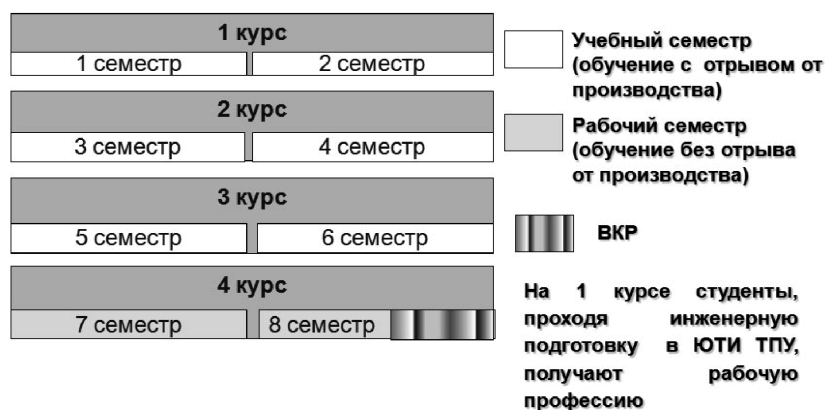 1 курс
1 семестр 2 семестр
2 курс
3 семестр 4 семестр
3 курс
5 семестр 6 семестр
4 курс
7 семестр 8 семестр
Учебный семестр
(обучение с отрывом от
производства)
Рабочий семестр
(обучение без отрыва
от производства)
ВКР
На 1 курсе студенты,
проходя инженерную
подготовку в ЮТИ ТПУ,
получают рабочую
профессию